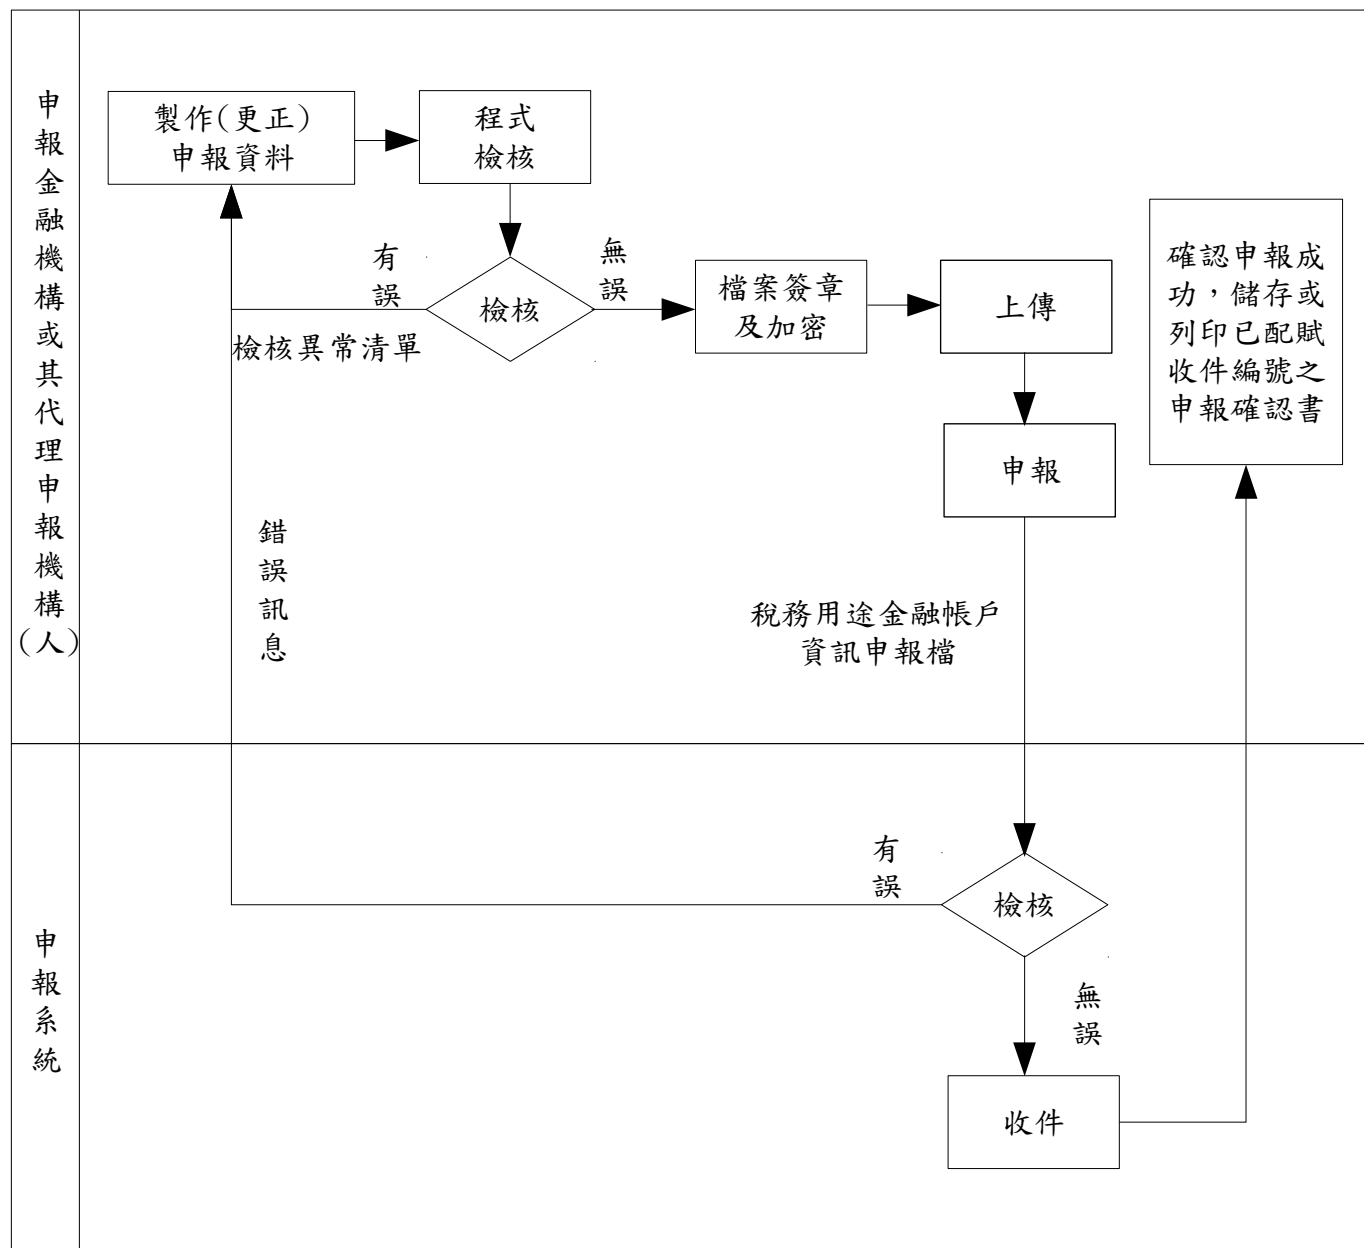 申報金融機構或其代理申報機構(人)
製作(更正)
申報資料
程式
檢核
有誤
無誤
檢核
檢核異常清單
檔案簽章
及加密
上傳
確認申報成
功，儲存或
列印已配賦
收件編號之
申報確認書
申報
錯誤訊息
稅務用途金融帳戶
資訊申報檔
申報系統
有誤
檢核
無誤
收件